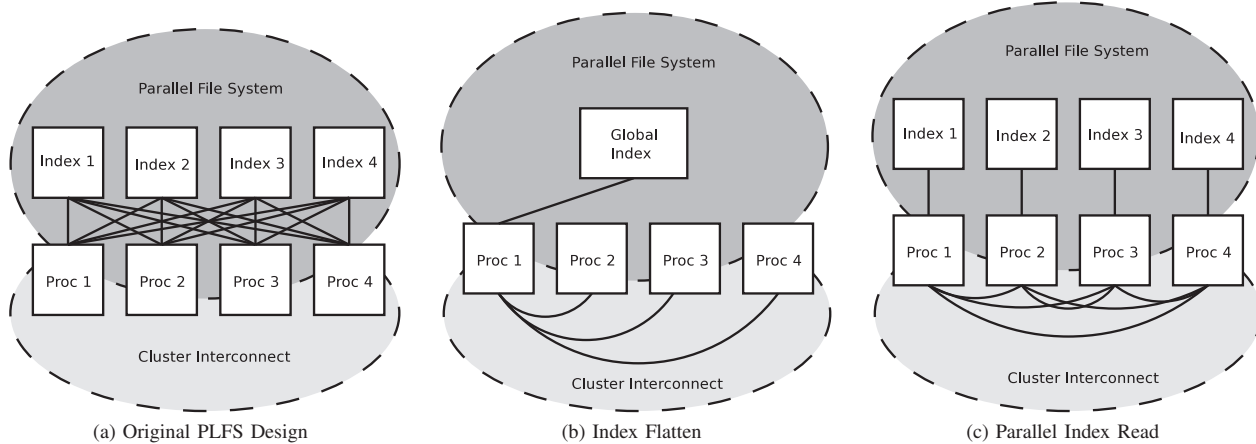 Parallel File System
Index 1 Index 2 Index 3 Index 4
Proc 1 Proc 2 Proc 3 Proc 4
Cluster Interconnect
(a) Original PLFS Design
Parallel File System
Global
Index
Proc 1 Proc 2 Proc 3 Proc 4
Cluster Interconnect
(b) Index Flatten
Parallel File System
Index 1 Index 2 Index 3 Index 4
Proc 1 Proc 2 Proc 3 Proc 4
Cluster Interconnect
(c) Parallel Index Read